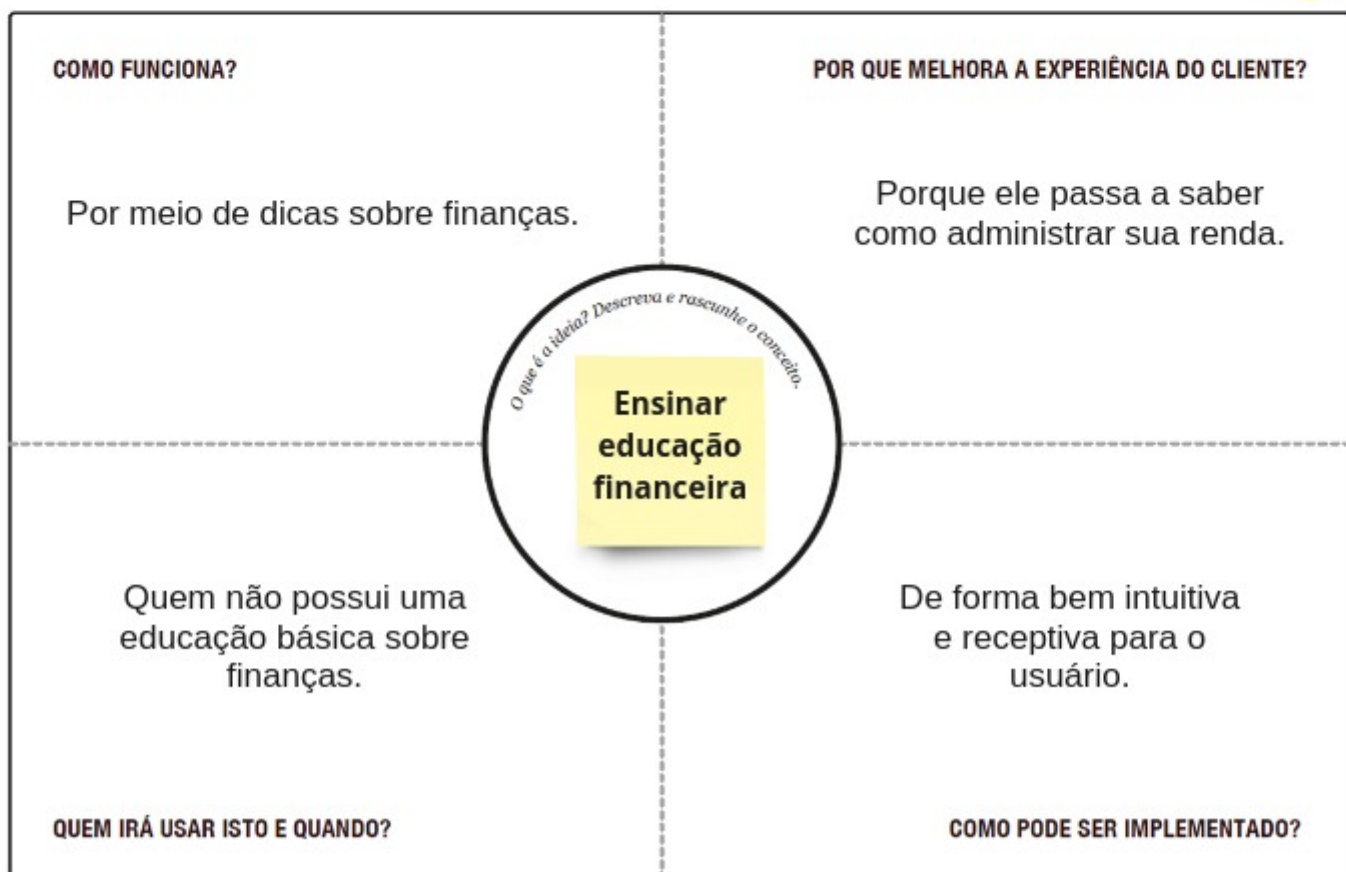 COMO FUNCIONA?
Por meio de dicas sobre finanças.
POR QUE MELHORA A EXPERIÊNCIA DO CLIENTE?
Porque ele passa a saber
como administrar sua renda.
O que é a ideia? Descreva e rascunhe o conceito.
Ensinar
educação
financeira
Quem não possui uma
educação básica sobre
finanças.
QUEM IRÁ USAR ISTO E QUANDO?
De forma bem intuitiva
e receptiva para o
usuário.
COMO PODE SER IMPLEMENTADO?